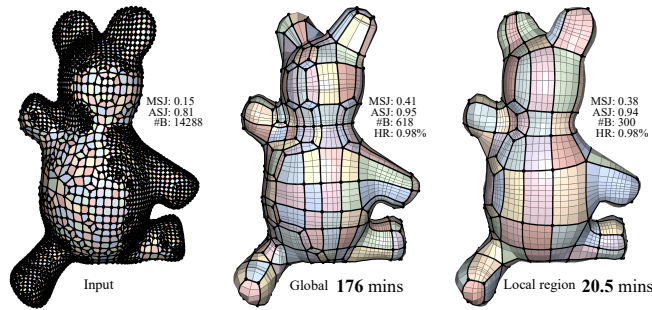 MSJ: 0.15
ASJ: 0.81
#B: 14288
Input
MSJ: 0.41
ASJ: 0.95
#B: 618
HR: 0.98%
Global 176 mins
MSJ: 0.38
ASJ: 0.94
#B: 300
HR: 0.98%
Local region 20.5 mins